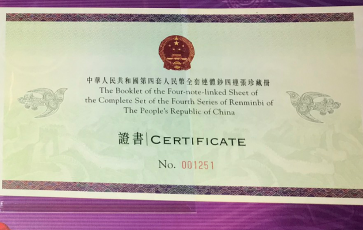 中華人民共和國第四套人民幣全套連體鈔四連張珍藏冊
The Booklet of the Four-note-linked Sheet of
the Complete Set of the Fourth Series of Renminbi of
The People's Republic of China
證書 CERTIFICATE
No. 001251